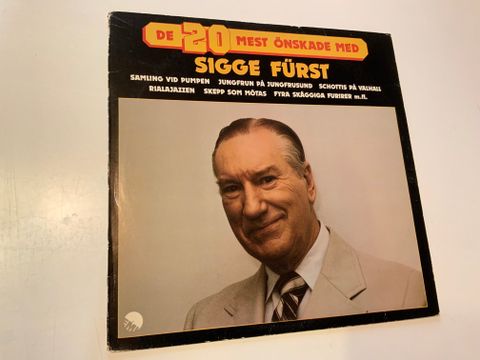 DE 20 MEST ÖNSKADE MED
SIGGE FÜRST
SAMLING VID PUMPEN JUNGFRUN PÅ JUNGFRUSUND SCHOTTIS PÅ VALHALL
RIALAJAZZEN SKEPP SOM MÖTAS FYRA SKÄGGIGA FURIRER m.fl.